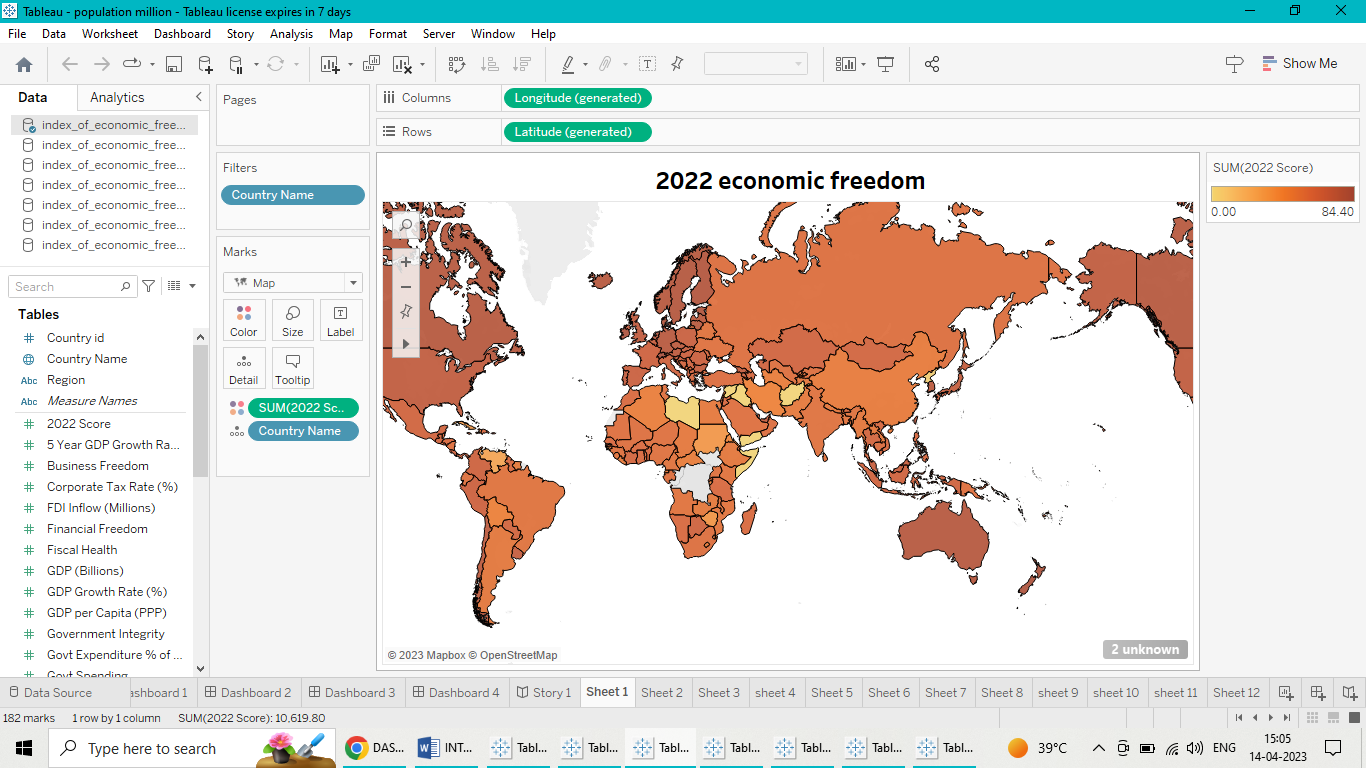 Tableau - population million - Tableau license expires in 7 days
File Data Worksheet Dashboard Story Analysis Map Format Server Window Help
Show Me
Data Analytics
index_of_economic_free...
index_of_economic_free...
index_of_economic_free...
index_of_economic_free...
index_of_economic_free...
index_of_economic_free...
index_of_economic_free...
Search
Tables
Country id
Country Name
Region
Abc
Measure Names
Abc
2022 Score
5 Year GDP Growth Ra...
Business Freedom
Corporate Tax Rate (%)
FDI Inflow (Millions)
Financial Freedom
Fiscal Health
GDP (Billions)
GDP Growth Rate (%)
GDP per Capita (PPP)
Government Integrity
Govt Expenditure % of ...
Govt Spending
Pages
Filters
Country Name
Marks
Map
Color Size Label
Detail Tooltip
SUM(2022 Sc..
Country Name
Columns Longitude (generated)
Rows Latitude (generated)
2022 economic freedom
© 2023 Mapbox © OpenStreetMap
2 unknown
SUM(2022 Score)
0.00 84.40
Data Source ashboard 1 Dashboard 2 Dashboard 3 Dashboard 4 Story 1 Sheet 1 Sheet 2 Sheet 3 sheet 4 Sheet 5 Sheet 6 Sheet 7 Sheet 8 sheet 9 sheet 10 sheet 11 Sheet 12
182 marks 1 row by 1 column SUM(2022 Score): 10,619.80
Type here to search
DAS... INT... Tabl... Tabl... Tabl... Tabl... Tabl... Tabl... Tabl...
39°C
ENG
15:05
14-04-2023